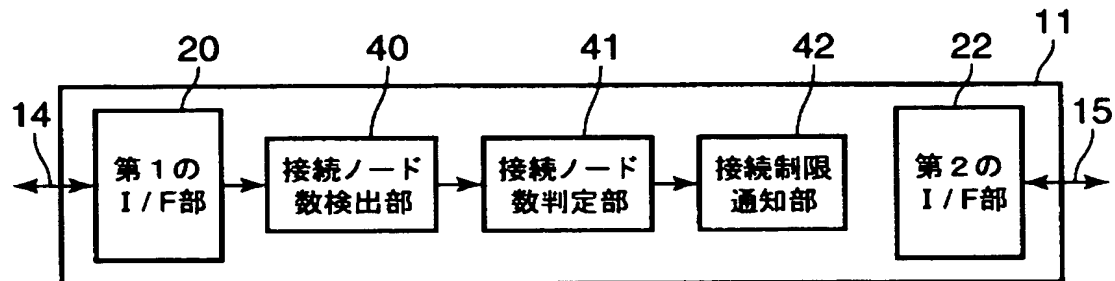 20
40
41
42
22
11
14
15
第１の
Ｉ/Ｆ部
接続ノード
数検出部
接続ノード
数判定部
接続制限
通知部
第２の
Ｉ/Ｆ部